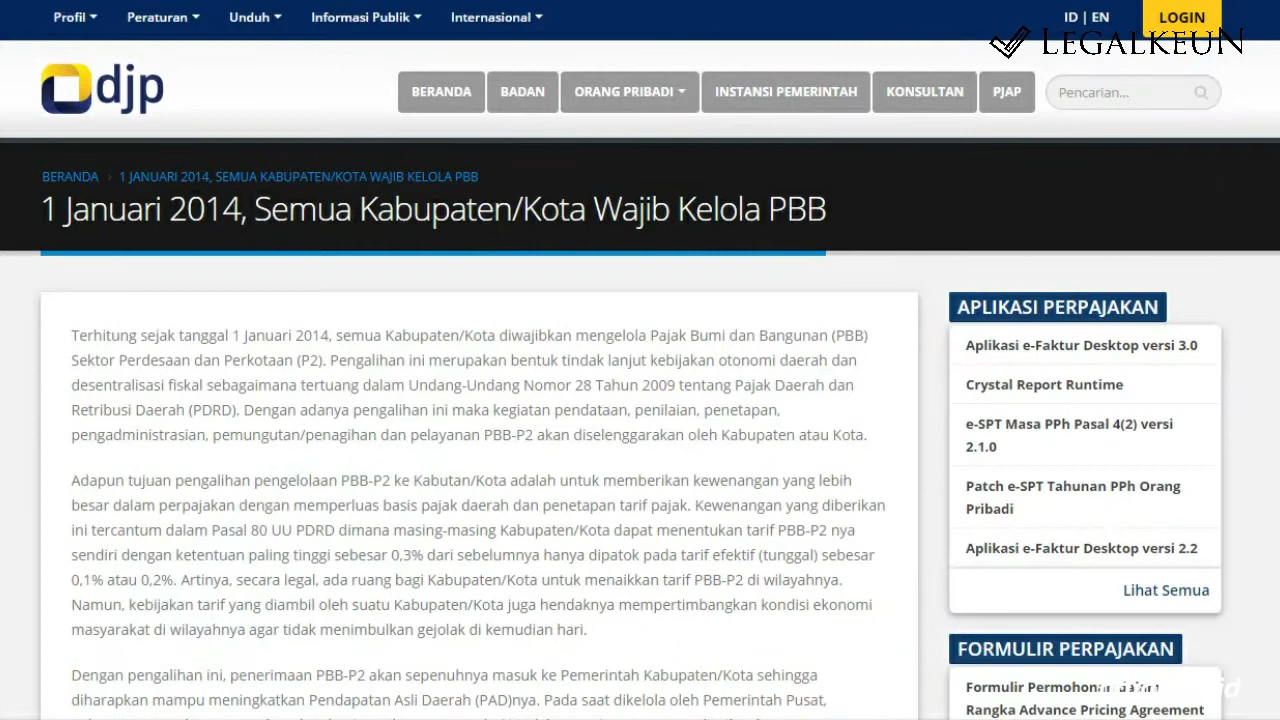 Profil Peraturan Unduh Informasi Publik Internasional ID | EN LOGIN
LEGALKEUN
djp
BERANDA BADAN ORANG PRIBADI INSTANSI PEMERINTAH KONSULTAN PJAP Pencarian...
BERANDA › 1 JANUARI 2014, SEMUA KABUPATEN/KOTA WAJIB KELOLA PBB
1 Januari 2014, Semua Kabupaten/Kota Wajib Kelola PBB
Terhitung sejak tanggal 1 Januari 2014, semua Kabupaten/Kota diwajibkan mengelola Pajak Bumi dan Bangunan (PBB)
Sektor Perdesaan dan Perkotaan (P2). Pengalihan ini merupakan bentuk tindak lanjut kebijakan otonomi daerah dan
desentralisasi fiskal sebagaimana tertuang dalam Undang-Undang Nomor 28 Tahun 2009 tentang Pajak Daerah dan
Retribusi Daerah (PDRD). Dengan adanya pengalihan ini maka kegiatan pendataan, penilaian, penetapan,
pengadministrasian, pemungutan/penagihan dan pelayanan PBB-P2 akan diselenggarakan oleh Kabupaten atau Kota.
Adapun tujuan pengalihan pengelolaan PBB-P2 ke Kabutan/Kota adalah untuk memberikan kewenangan yang lebih
besar dalam perpajakan dengan memperluas basis pajak daerah dan penetapan tarif pajak. Kewenangan yang diberikan
ini tercantum dalam Pasal 80 UU PDRD dimana masing-masing Kabupaten/Kota dapat menentukan tarif PBB-P2 nya
sendiri dengan ketentuan paling tinggi sebesar 0,3% dari sebelumnya hanya dipatok pada tarif efektif (tunggal) sebesar
0,1% atau 0,2%. Artinya, secara legal, ada ruang bagi Kabupaten/Kota untuk menaikkan tarif PBB-P2 di wilayahnya.
Namun, kebijakan tarif yang diambil oleh suatu Kabupaten/Kota juga hendaknya mempertimbangkan kondisi ekonomi
masyarakat di wilayahnya agar tidak menimbulkan gejolak di kemudian hari.
Dengan pengalihan ini, penerimaan PBB-P2 akan sepenuhnya masuk ke Pemerintah Kabupaten/Kota sehingga
diharapkan mampu meningkatkan Pendapatan Asli Daerah (PAD)nya. Pada saat dikelola oleh Pemerintah Pusat,
APLIKASI PERPAJAKAN
Aplikasi e-Faktur Desktop versi 3.0
Crystal Report Runtime
e-SPT Masa PPh Pasal 4(2) versi
2.1.0
Patch e-SPT Tahunan PPh Orang
Pribadi
Aplikasi e-Faktur Desktop versi 2.2
Lihat Semua
FORMULIR PERPAJAKAN
Formulir Permohonan
Rangka Advance Pricing Agreement